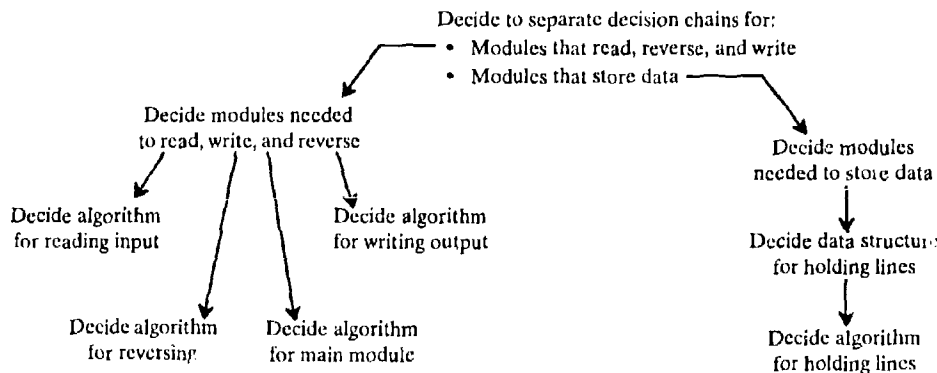 Decide to separate decision chains for:
• Modules that read, reverse, and write
• Modules that store data
Decide modules needed
to read, write, and reverse
Decide modules
needed to store data
Decide algorithm
for reading input
Decide algorithm
for writing output
Decide data structure
for holding lines
Decide algorithm
for reversing
Decide algorithm
for main module
Decide algorithm
for holding lines